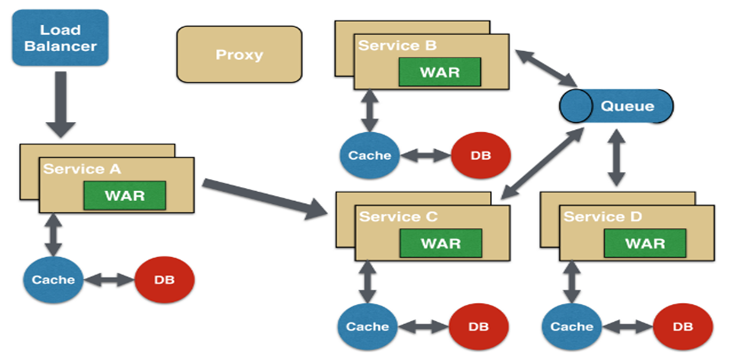 Load
Balancer
Proxy
Service B
WAR
Queue
Cache
DB
Service A
WAR
Cache
DB
Service C
WAR
Cache
DB
Service D
WAR
Cache
DB